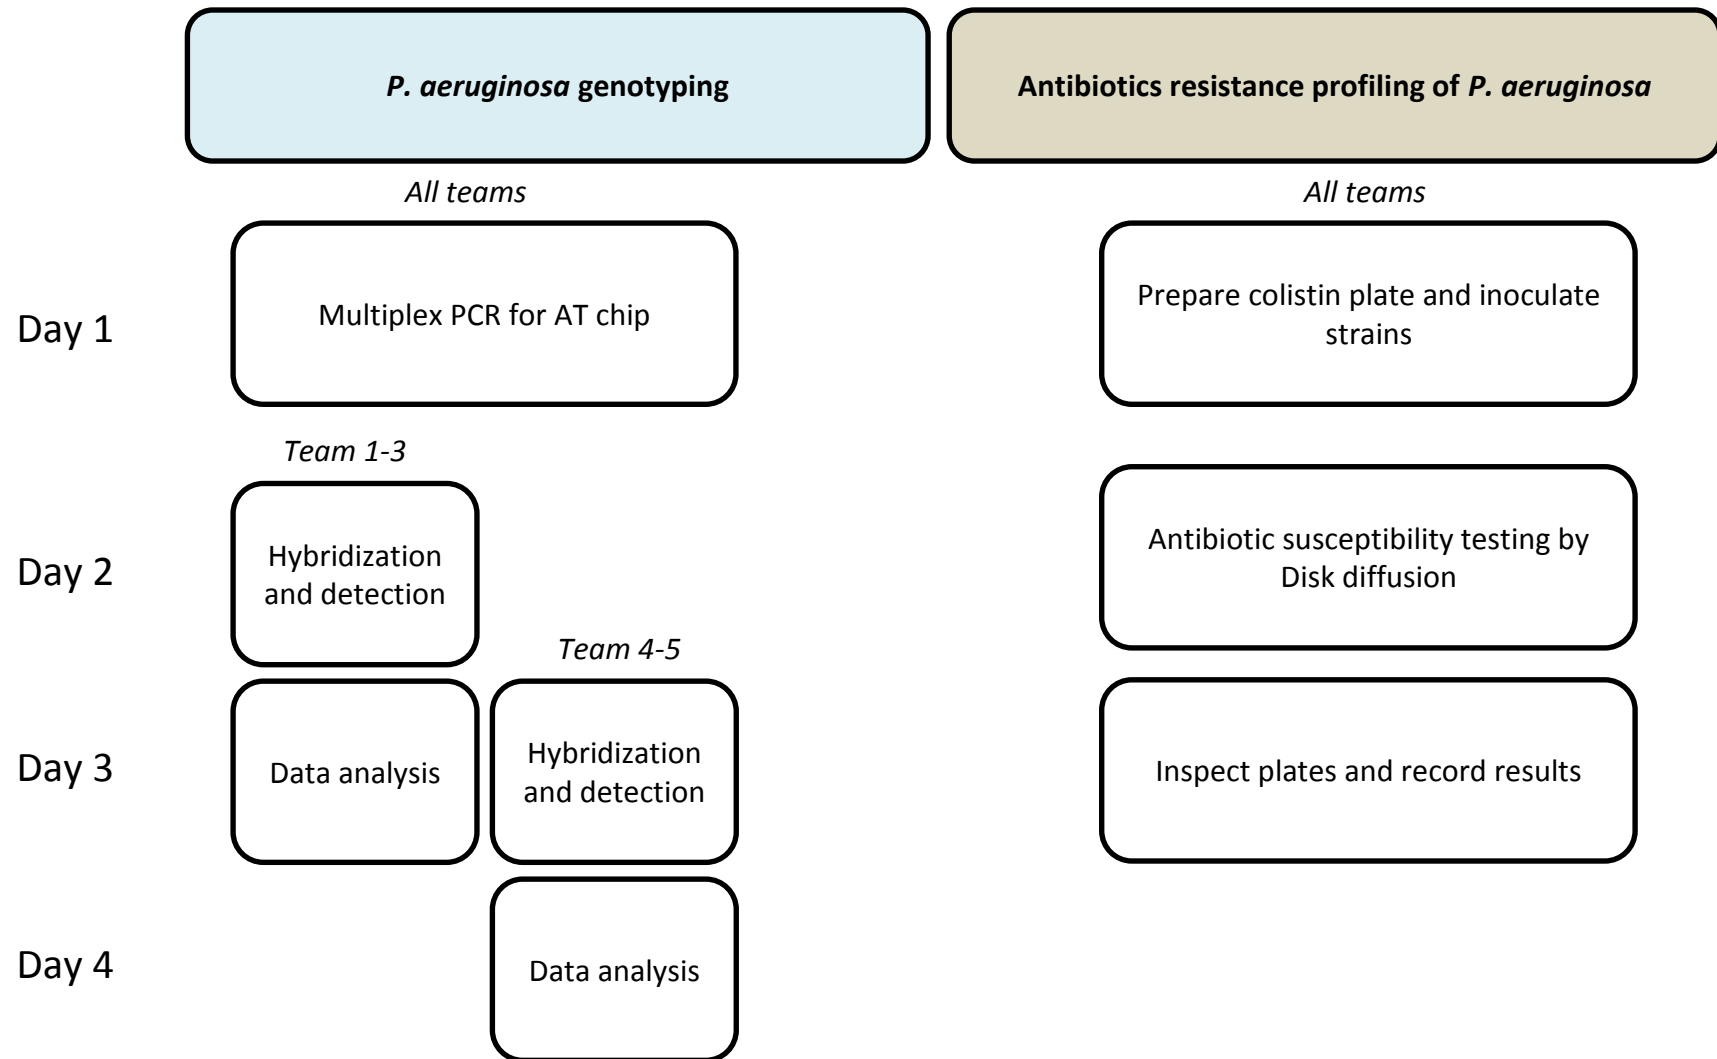 P. aeruginosa genotyping
Antibiotics resistance profiling of P. aeruginosa
All teams
All teams
Day 1
Multiplex PCR for AT chip
Prepare colistin plate and inoculate
strains
Team 1-3
Day 2
Hybridization
and detection
Antibiotic susceptibility testing by
Disk diffusion
Team 4-5
Day 3
Data analysis
Hybridization
and detection
Inspect plates and record results
Day 4
Data analysis